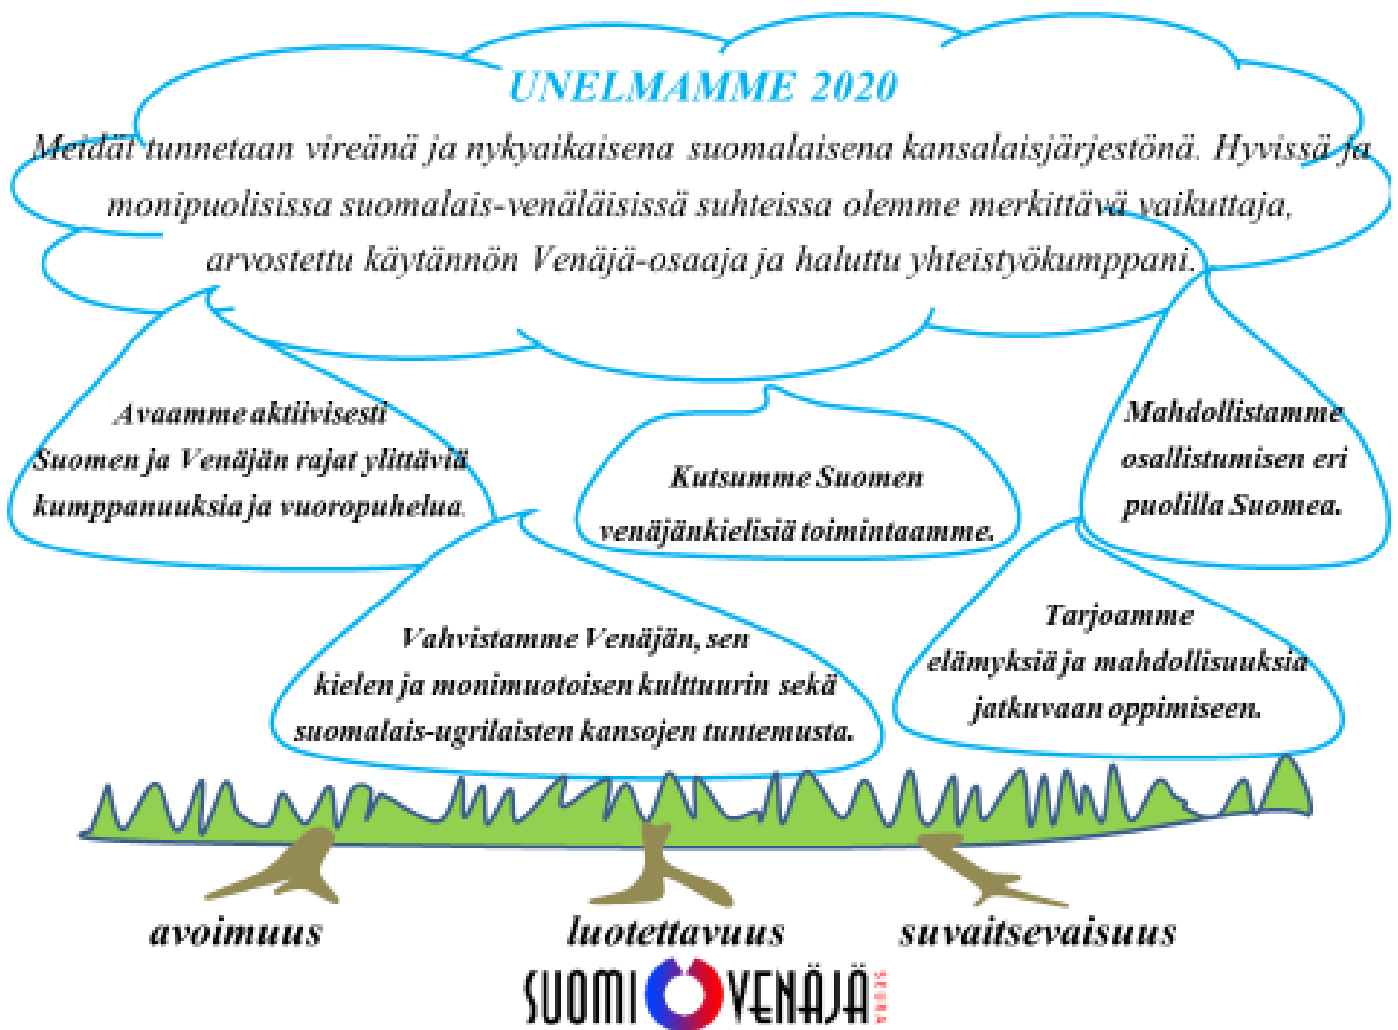 UNELMAMME 2020
Meidät tunnetaan vireänä ja nykyaikaisena suomalaisena kansalaisjärjestönä. Hyvissä ja
monipuolisissa suomalais-venäläisissä suhteissa olemme merkittävä vaikuttaja,
arvostettu käytännön Venäjä-osaaja ja haluttu yhteistyökumppani.
Avaamme aktiivisesti
Suomen ja Venäjän rajat ylittäviä
kumppanuuksia ja vuoropuhelua.
Kutsumme Suomen
venäjänkielisiä toimintaamme.
Mahdollistamme
osallistumisen eri
puolilla Suomea.
Vahvistamme Venäjän, sen
kielen ja monimuotoisen kulttuurin sekä
suomalais-ugrilaisten kansojen tuntemusta.
Tarjoamme
elämyksiä ja mahdollisuuksia
jatkuvaan oppimiseen.
avoimuus
luotettavuus
suvaitsevaisuus
SUOMI VENÄJÄ SEURA